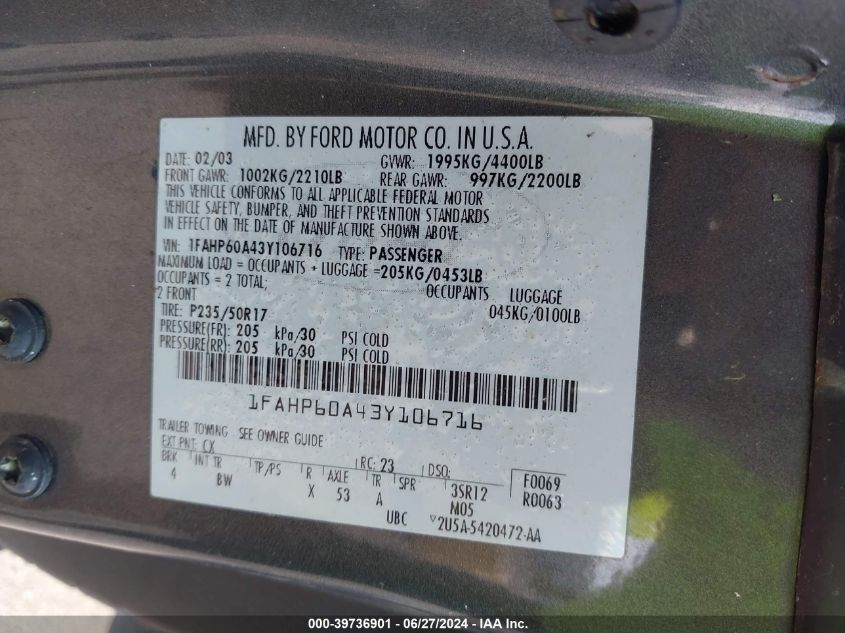 MFD. BY FORD MOTOR CO. IN U.S.A.
DATE: 02/03 GVWR: 1995KG/4400LB
FRONT GAWR: 1002KG/2210LB REAR GAWR: 997KG/2200LB
THIS VEHICLE CONFORMS TO ALL APPLICABLE FEDERAL MOTOR
VEHICLE SAFETY, BUMPER, AND THEFT PREVENTION STANDARDS
IN EFFECT ON THE DATE OF MANUFACTURE SHOWN ABOVE.
VIN: 1FAHP60A43Y106716 TYPE: PASSENGER
MAXIMUM LOAD = OCCUPANTS + LUGGAGE =205KG/0453LB
OCCUPANTS = 2 TOTAL; OCCUPANTS LUGGAGE
2 FRONT 045KG/0100LB
TIRE: P235/50R17
PRESSURE(FR): 205 kPa/30 PSI COLD
PRESSURE(RR): 205 kPa/30 PSI COLD
1FAHP60A43Y106716
TRAILER TOWING SEE OWNER GUIDE
EXT PNT: CX RC: 23 DSO: F0069
BRK INT TR TP/PS R AXLE TR SPR 3SR12 R0063
4 BW X 53 A M05
UBC 2U5A-5420472-AA
000-39736901 - 06/27/2024 - IAA Inc.